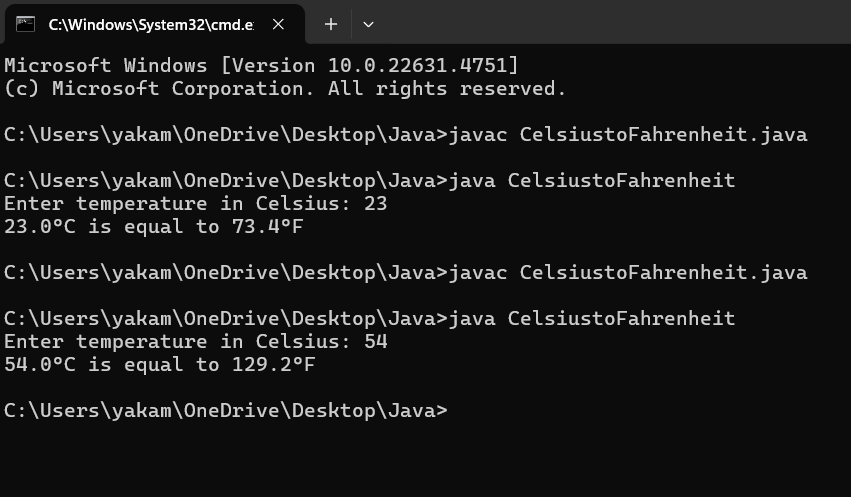 C:\Windows\System32\cmd.e
Microsoft Windows [Version 10.0.22631.4751]
(c) Microsoft Corporation. All rights reserved.
C:\Users\yakam\OneDrive\Desktop\Java>javac CelsiustoFahrenheit.java
C:\Users\yakam\OneDrive\Desktop\Java>java CelsiustoFahrenheit
Enter temperature in Celsius: 23
23.0°C is equal to 73.4°F
C:\Users\yakam\OneDrive\Desktop\Java>javac CelsiustoFahrenheit.java
C:\Users\yakam\OneDrive\Desktop\Java>java CelsiustoFahrenheit
Enter temperature in Celsius: 54
54.0°C is equal to 129.2°F
C:\Users\yakam\OneDrive\Desktop\Java>